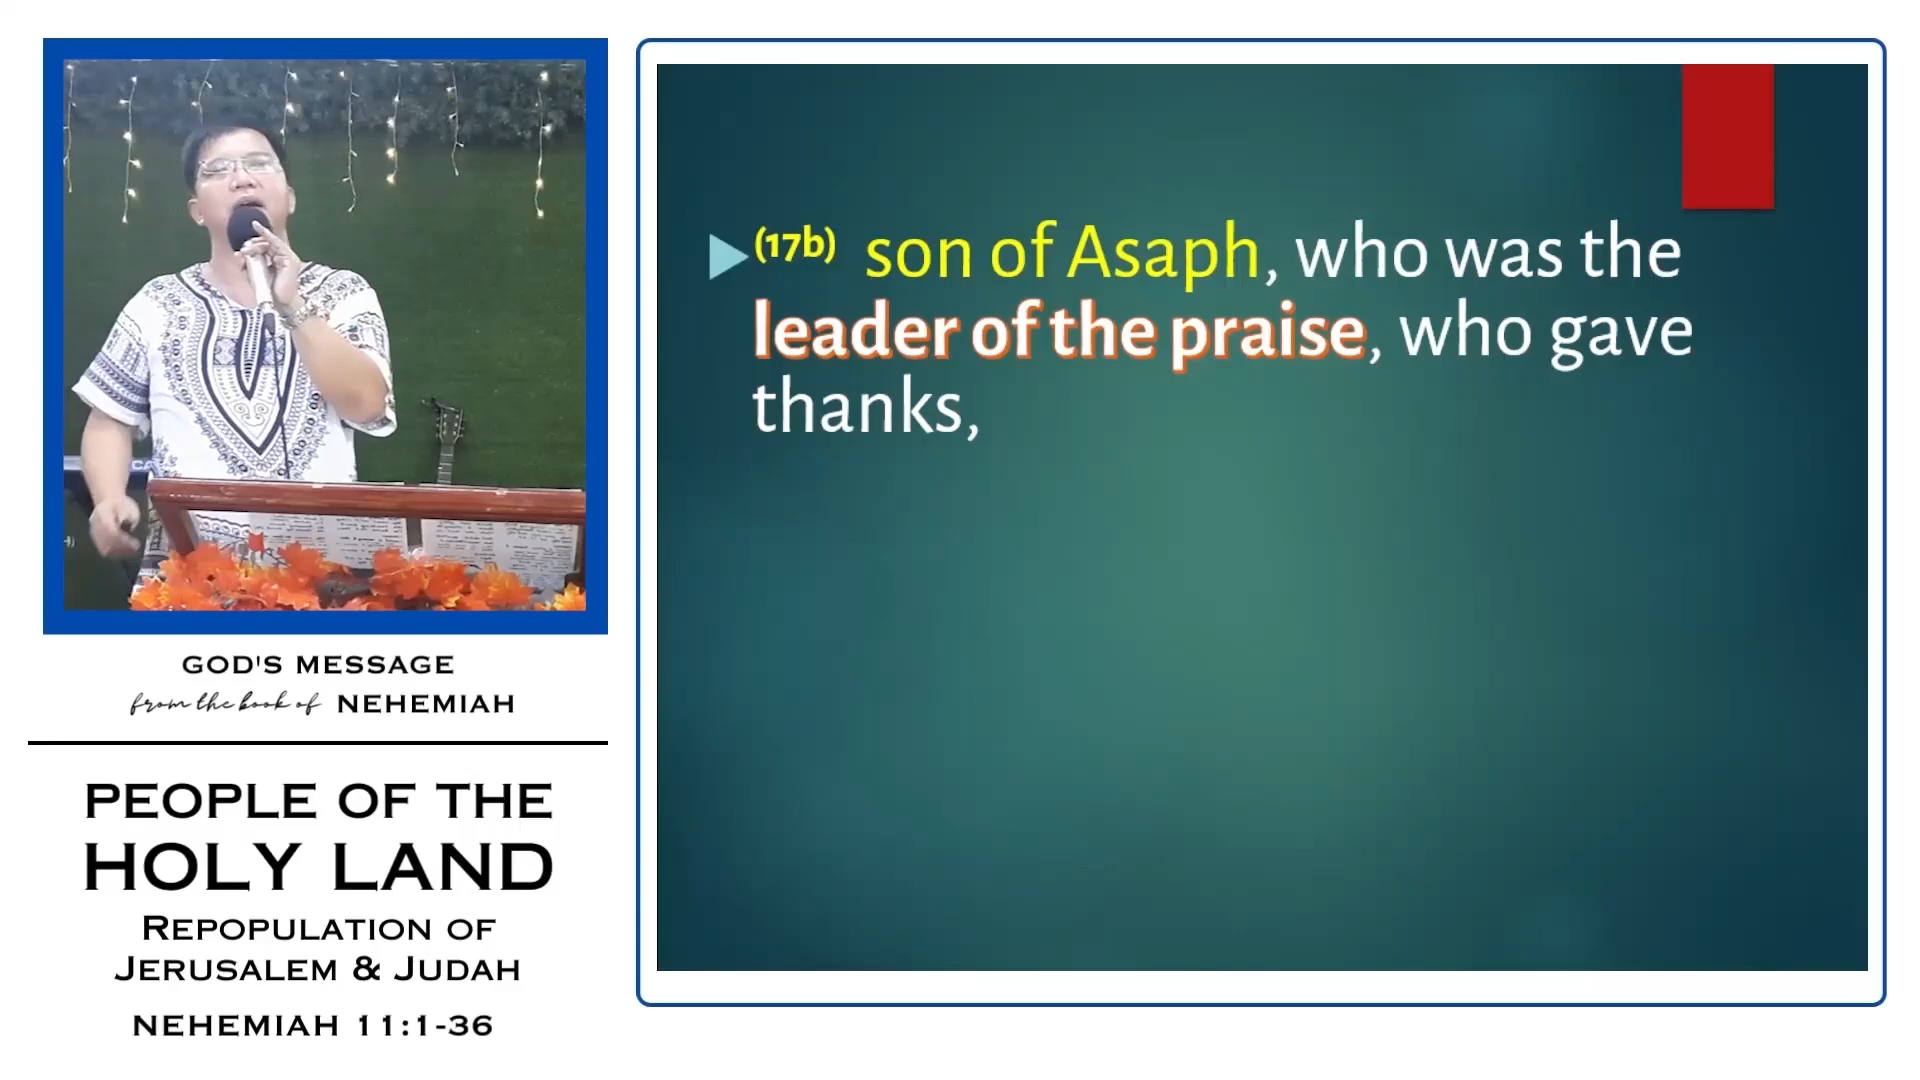 GOD'S MESSAGE
from the book of NEHEMIAH
PEOPLE OF THE
HOLY LAND
REPOPULATION OF
JERUSALEM & JUDAH
NEHEMIAH 11:1-36
(17b) son of Asaph, who was the
leader of the praise, who gave
thanks,